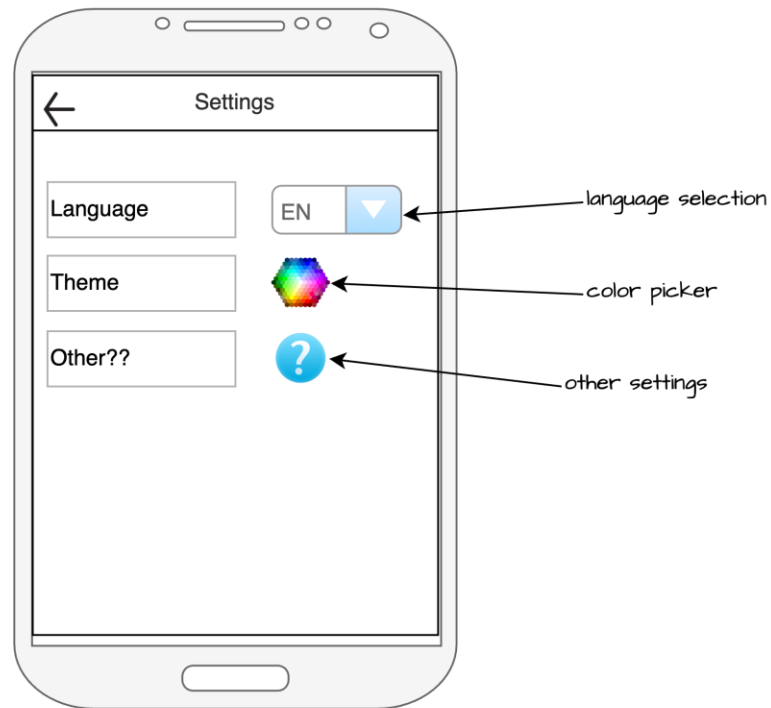 Settings
Language
EN
language selection
Theme
color picker
Other??
?
other settings